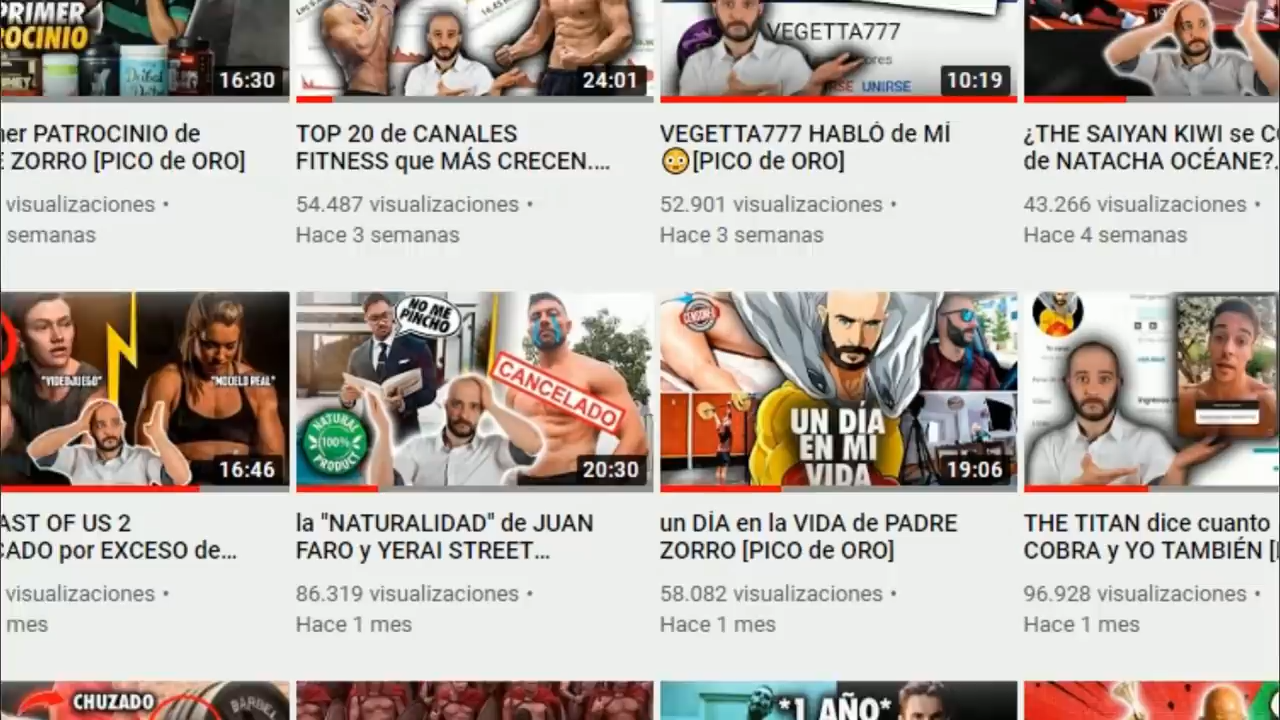 PRIMER
OCINIO
16:30
24:01
VEGETTA777
ores
UNIRSE
10:19
ner PATROCINIO de
ZORRO [PICO de ORO]
visualizaciones •
semanas
TOP 20 de CANALES
FITNESS que MÁS CRECEN....
54.487 visualizaciones •
Hace 3 semanas
VEGETTA777 HABLÓ de MÍ
😳[PICO de ORO]
52.901 visualizaciones •
Hace 3 semanas
¿THE SAIYAN KIWI se C
de NATACHA OCÉANE?.
43.266 visualizaciones •
Hace 4 semanas
"VIDEOJUEGO"
"MODELO REAL"
16:46
NO ME
PINCHO
CANCELADO
NATURAL
100%
PRODUCT
20:30
CENSORED
UN DÍA
EN MI
VIDA
19:06
AST OF US 2
CADO por EXCESO de...
visualizaciones •
mes
la "NATURALIDAD" de JUAN
FARO y YERAI STREET...
86.319 visualizaciones •
Hace 1 mes
un DÍA en la VIDA de PADRE
ZORRO [PICO de ORO]
58.082 visualizaciones •
Hace 1 mes
THE TITAN dice cuanto
COBRA y YO TAMBIÉN [
96.928 visualizaciones •
Hace 1 mes
CHUZADO
BARBEL
*1 AÑO*